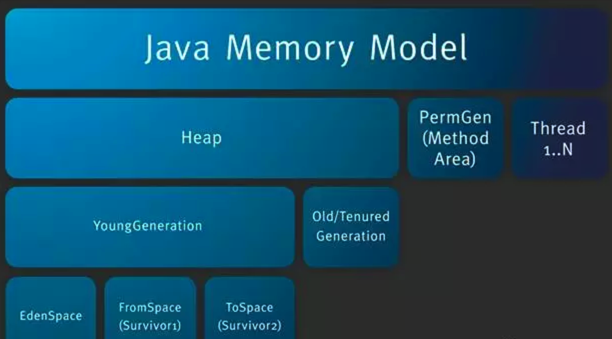 Java Memory Model
Heap
PermGen
(Method
Area)
Thread
1..N
YoungGeneration
Old/Tenured
Generation
EdenSpace
FromSpace
(Survivor1)
ToSpace
(Survivor2)